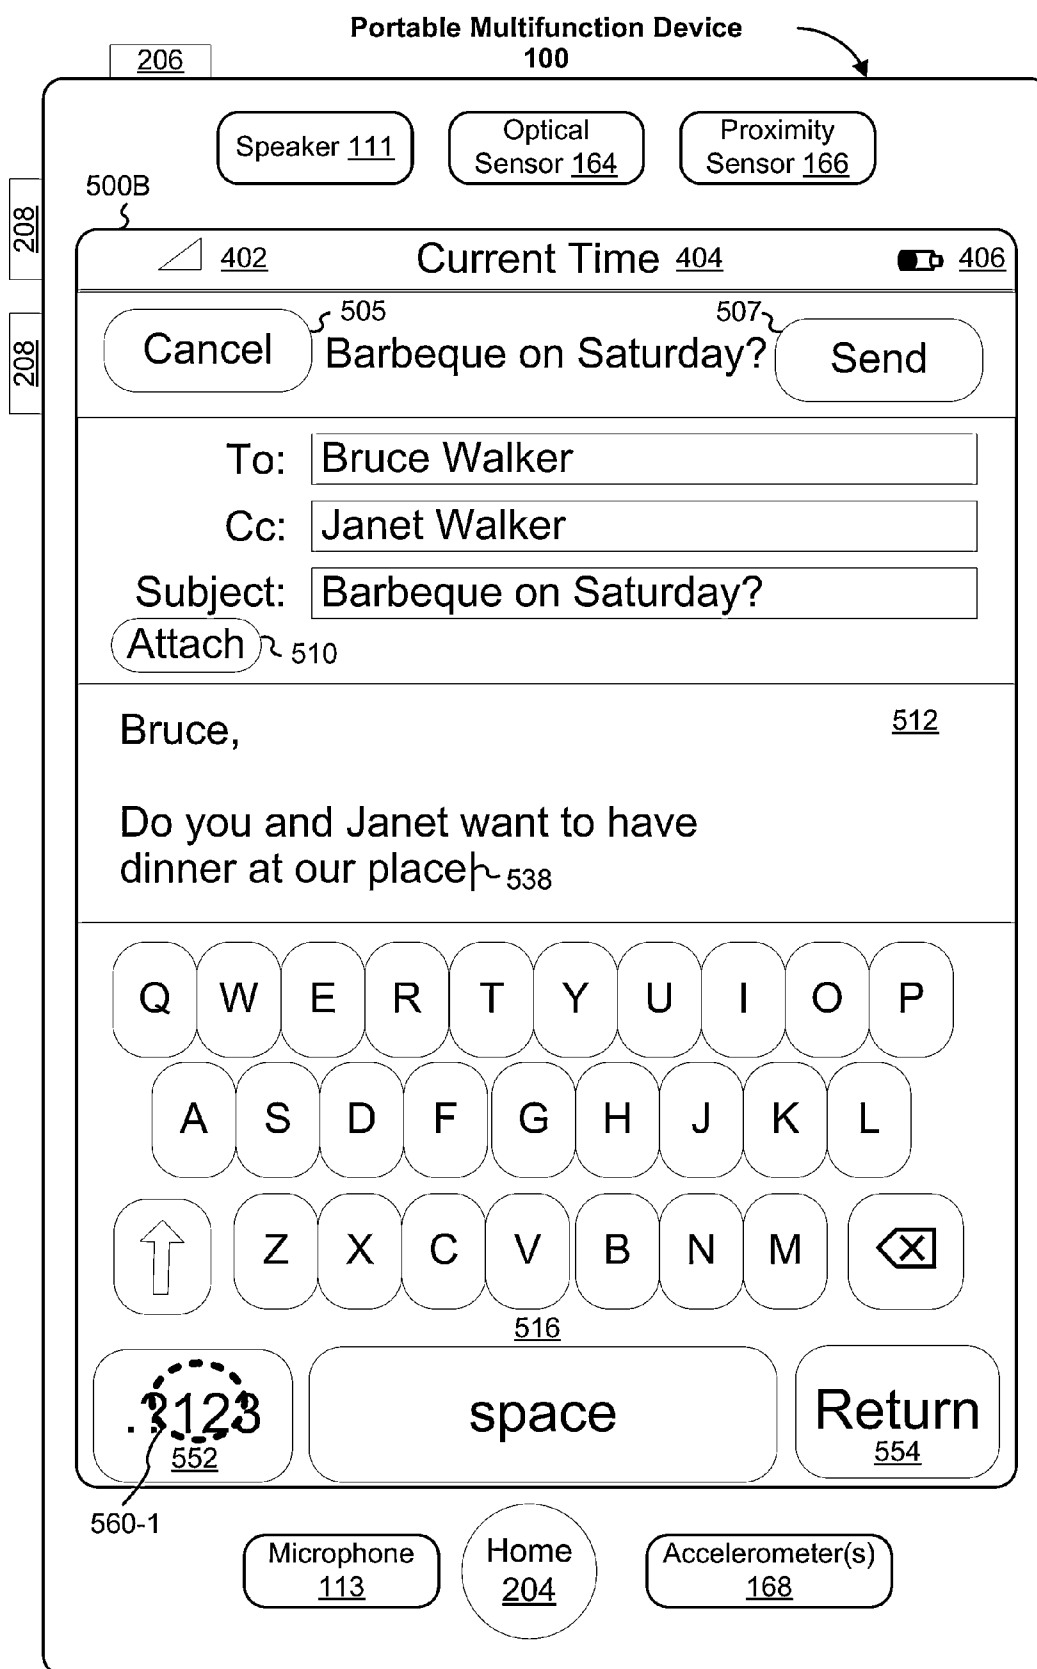 Portable Multifunction Device
100
206
Speaker 111
Optical
Sensor 164
Proximity
Sensor 166
500B
208
208
402
Current Time 404
406
Cancel
505
Barbeque on Saturday?
507
Send
To: Bruce Walker
Cc: Janet Walker
Subject: Barbeque on Saturday?
Attach
510
Bruce,
512
Do you and Janet want to have
dinner at our place
538
Q W E R T Y U I O P
A S D F G H J K L
Z X C V B N M
516
.?123
552
space
Return
554
560-1
Microphone
113
Home
204
Accelerometer(s)
168